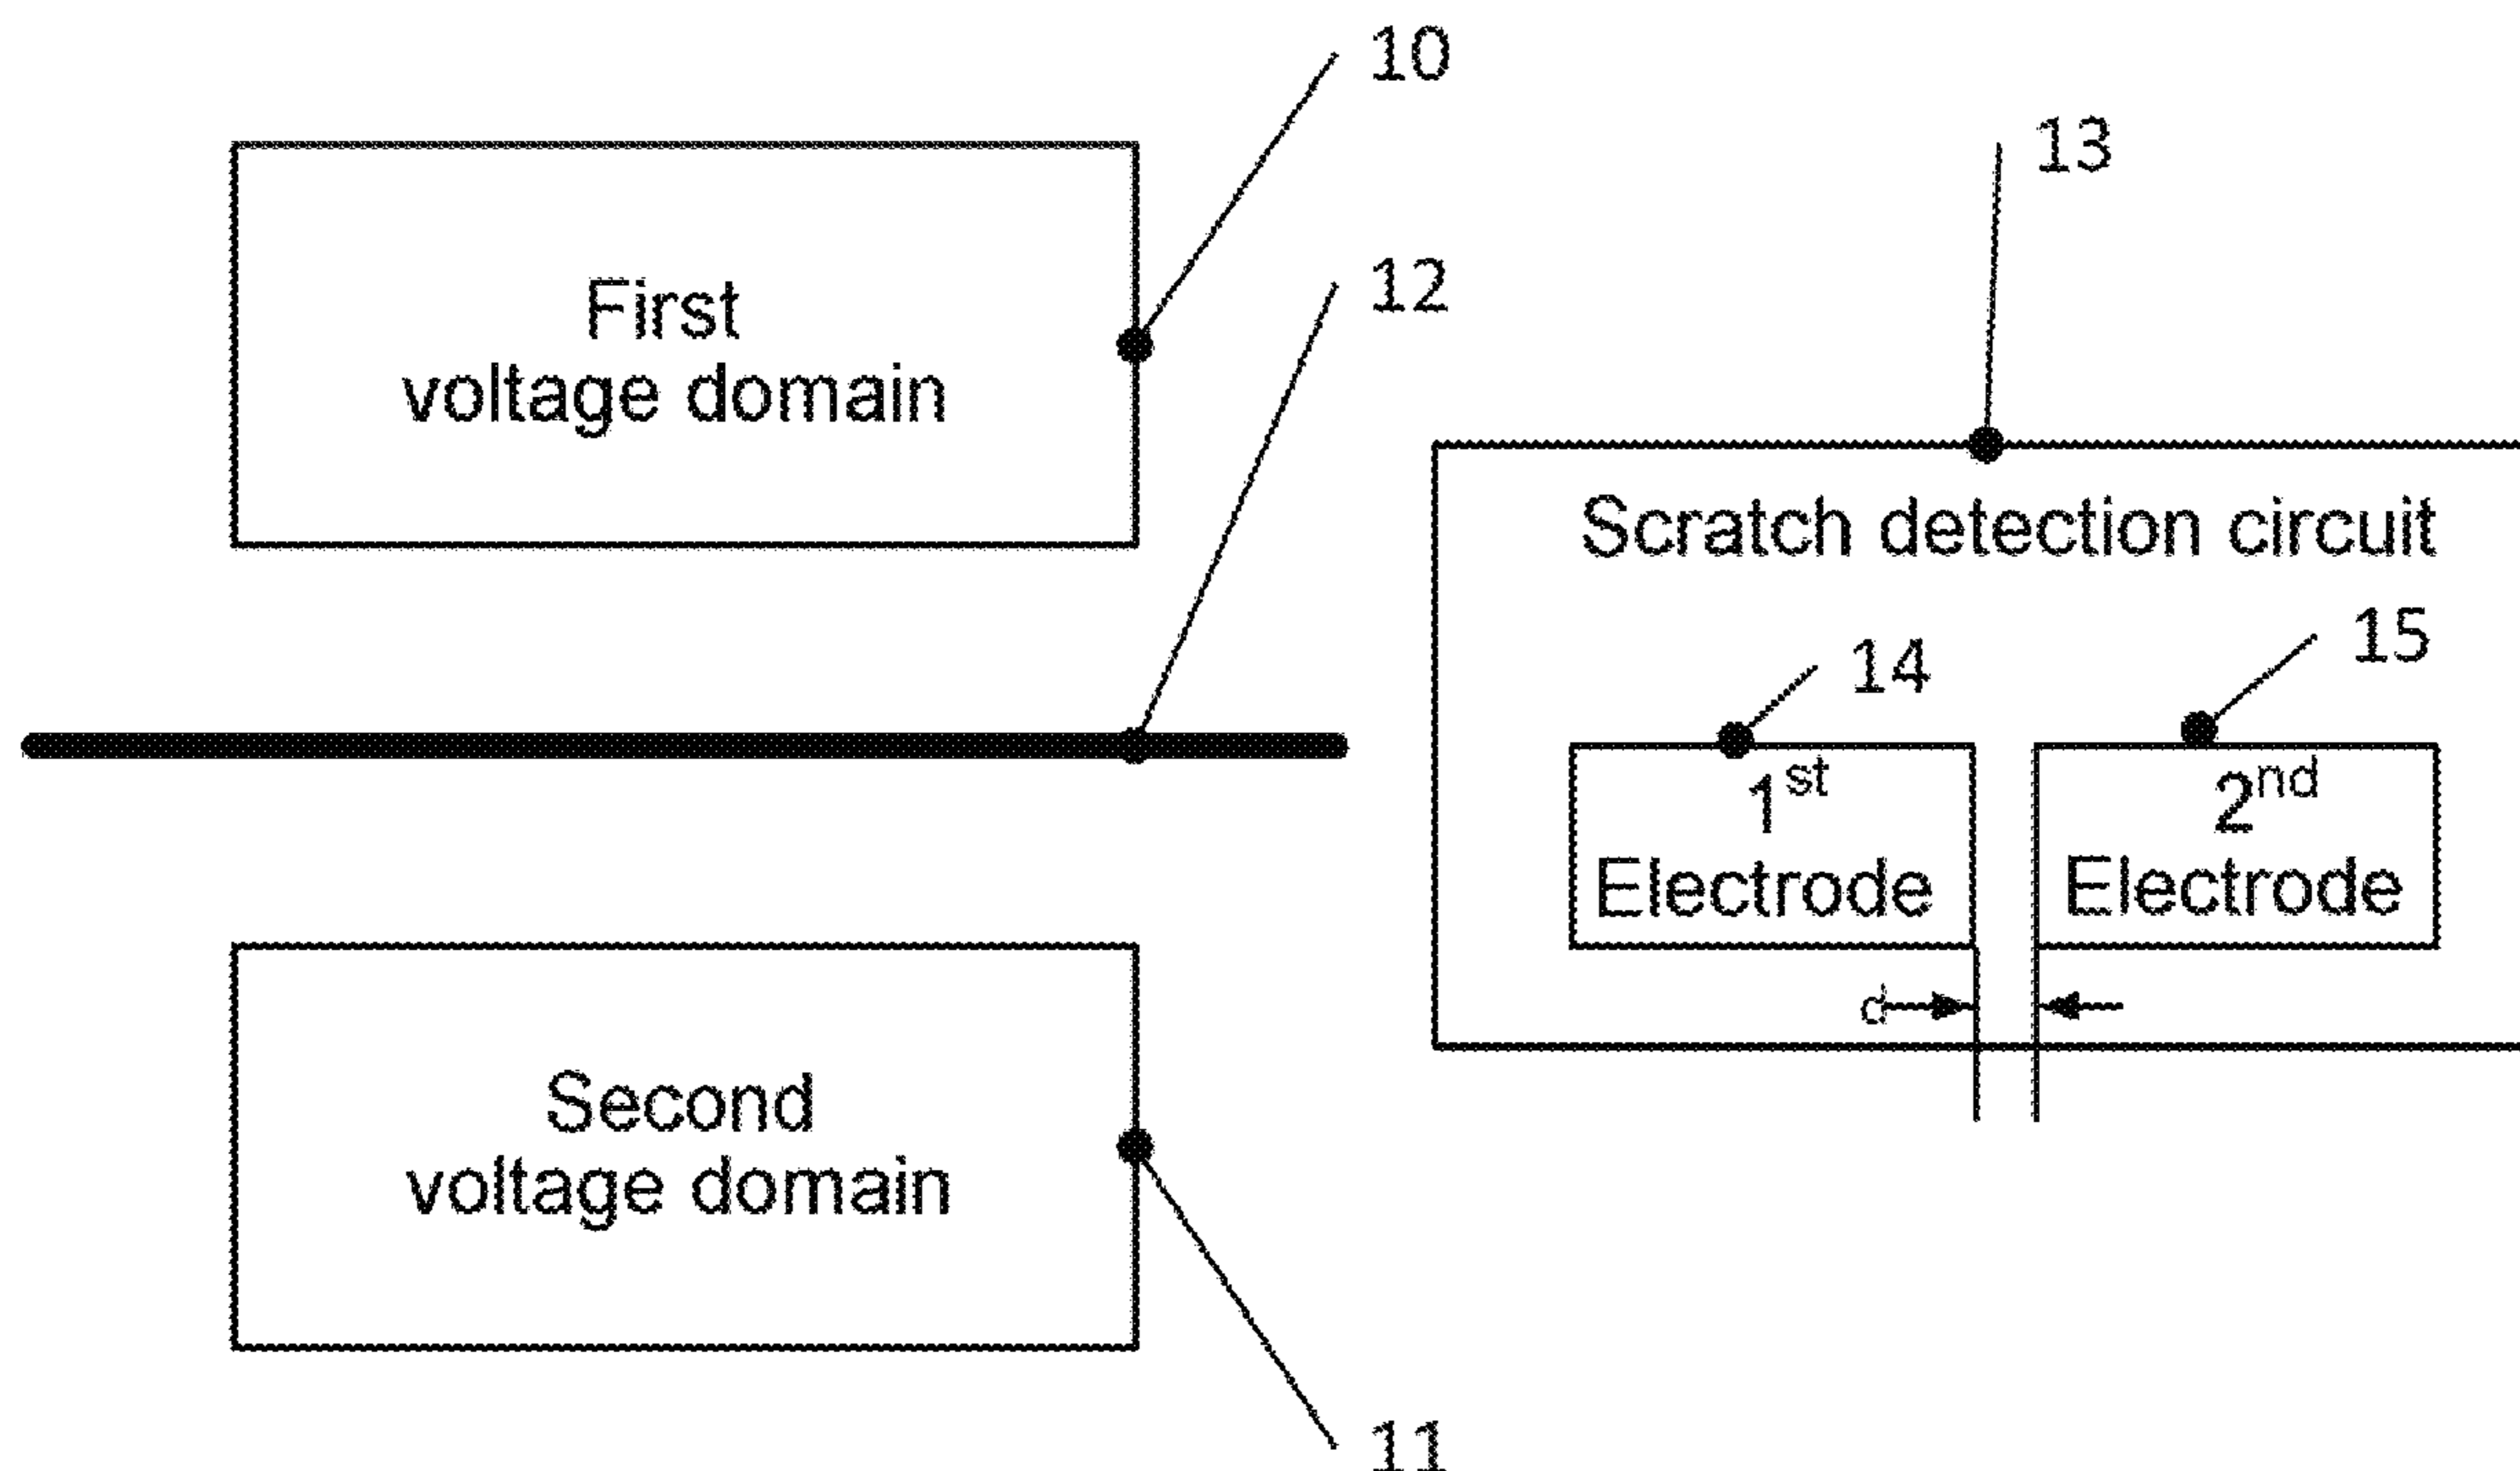 10
13
12
First
voltage domain
Scratch detection circuit
14
15
1st
Electrode
2nd
Electrode
d
Second
voltage domain
11